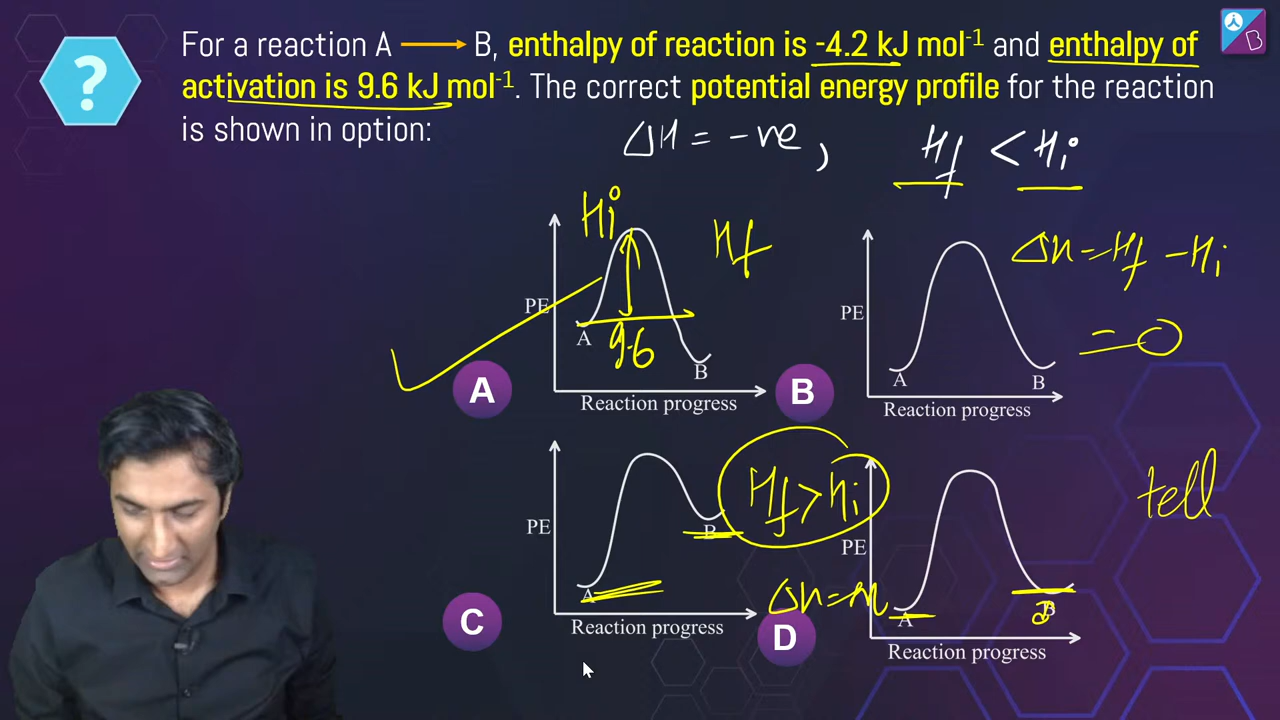 For a reaction A → B, enthalpy of reaction is -4.2 kJ mol⁻¹ and enthalpy of
activation is 9.6 kJ mol⁻¹. The correct potential energy profile for the reaction
is shown in option:
?
B
ΔH = -ve, Hf < Hi
Hi
Hf
PE
A
9.6
B
Reaction progress
A
ΔH = Hf - Hi
= 0
PE
A
B
Reaction progress
B
PE
A
B
Reaction progress
C
Hf > Hi
tell
PE
A
B
Reaction progress
D